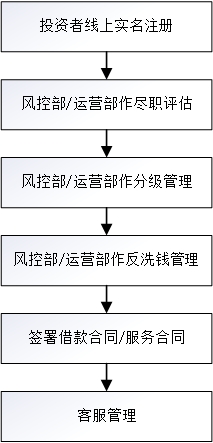 投资者线上实名注册
风控部/运营部作尽职评估
风控部/运营部作分级管理
风控部/运营部作反洗钱管理
签署借款合同/服务合同
客服管理